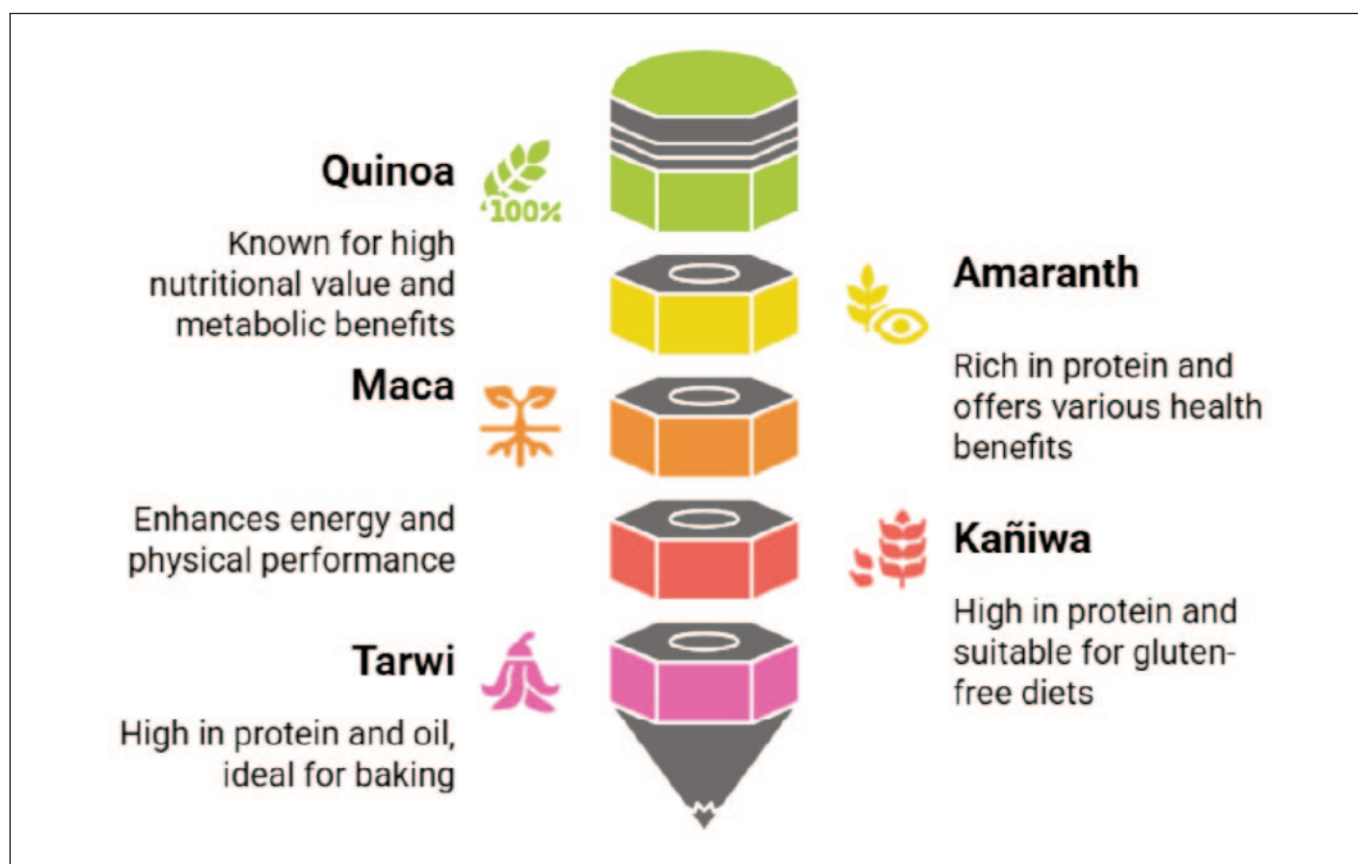 Quinoa
‘100%
Known for high
nutritional value and
metabolic benefits
Amaranth
Rich in protein and
offers various health
benefits
Maca
Enhances energy and
physical performance
Kañiwa
High in protein and
suitable for gluten-
free diets
Tarwi
High in protein and oil,
ideal for baking